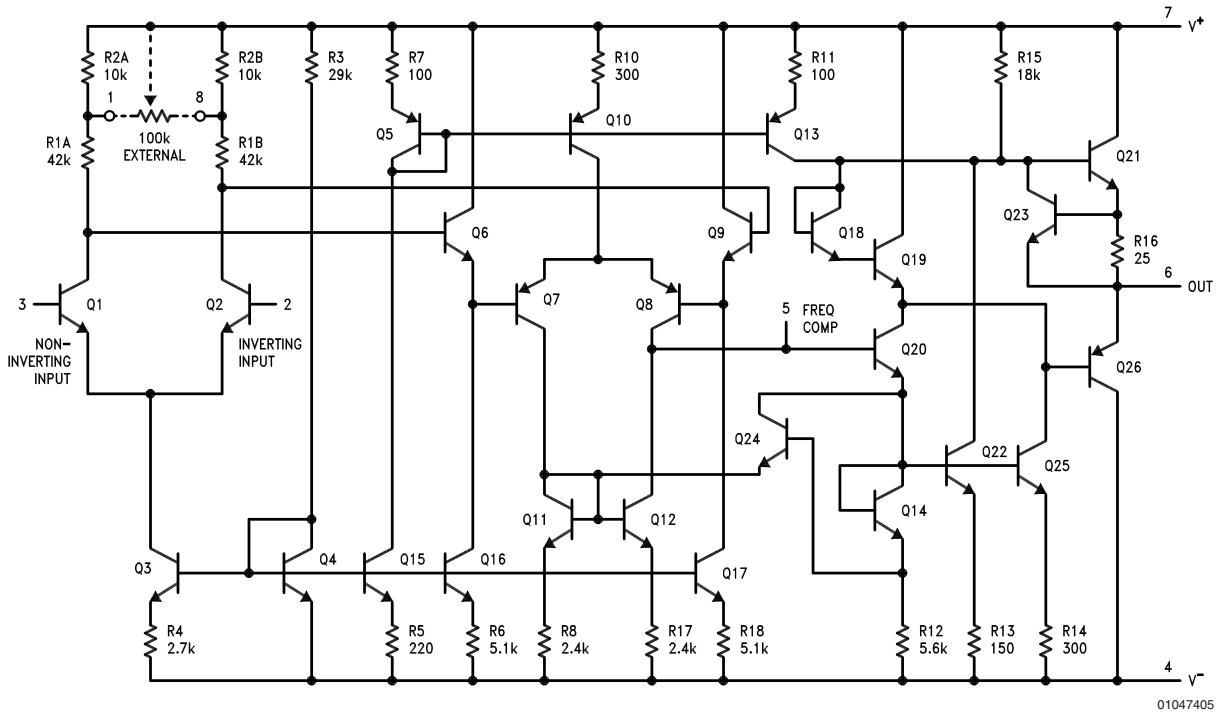 7
V+
R2A
10k
R2B
10k
R3
29k
R7
100
R10
300
R11
100
R15
18k
1
8
100k
EXTERNAL
R1A
42k
R1B
42k
Q5
Q10
Q13
Q21
Q6
Q9
Q18
Q23
Q19
R16
25
6
OUT
3
Q1
Q2
2
Q7
Q8
5
FREQ
COMP
NON-
INVERTING
INPUT
INVERTING
INPUT
Q20
Q26
Q24
Q22
Q25
Q11
Q12
Q14
Q3
Q4
Q15
Q16
Q17
R4
2.7k
R5
220
R6
5.1k
R8
2.4k
R17
2.4k
R18
5.1k
R12
5.6k
R13
150
R14
300
4
V-
01047405